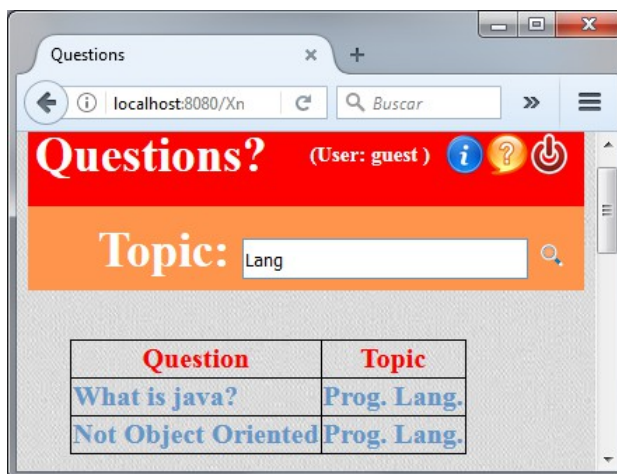 Questions
localhost:8080/Xn
Buscar
Questions? (User: guest )
Topic: Lang
Question Topic
What is java? Prog. Lang.
Not Object Oriented Prog. Lang.